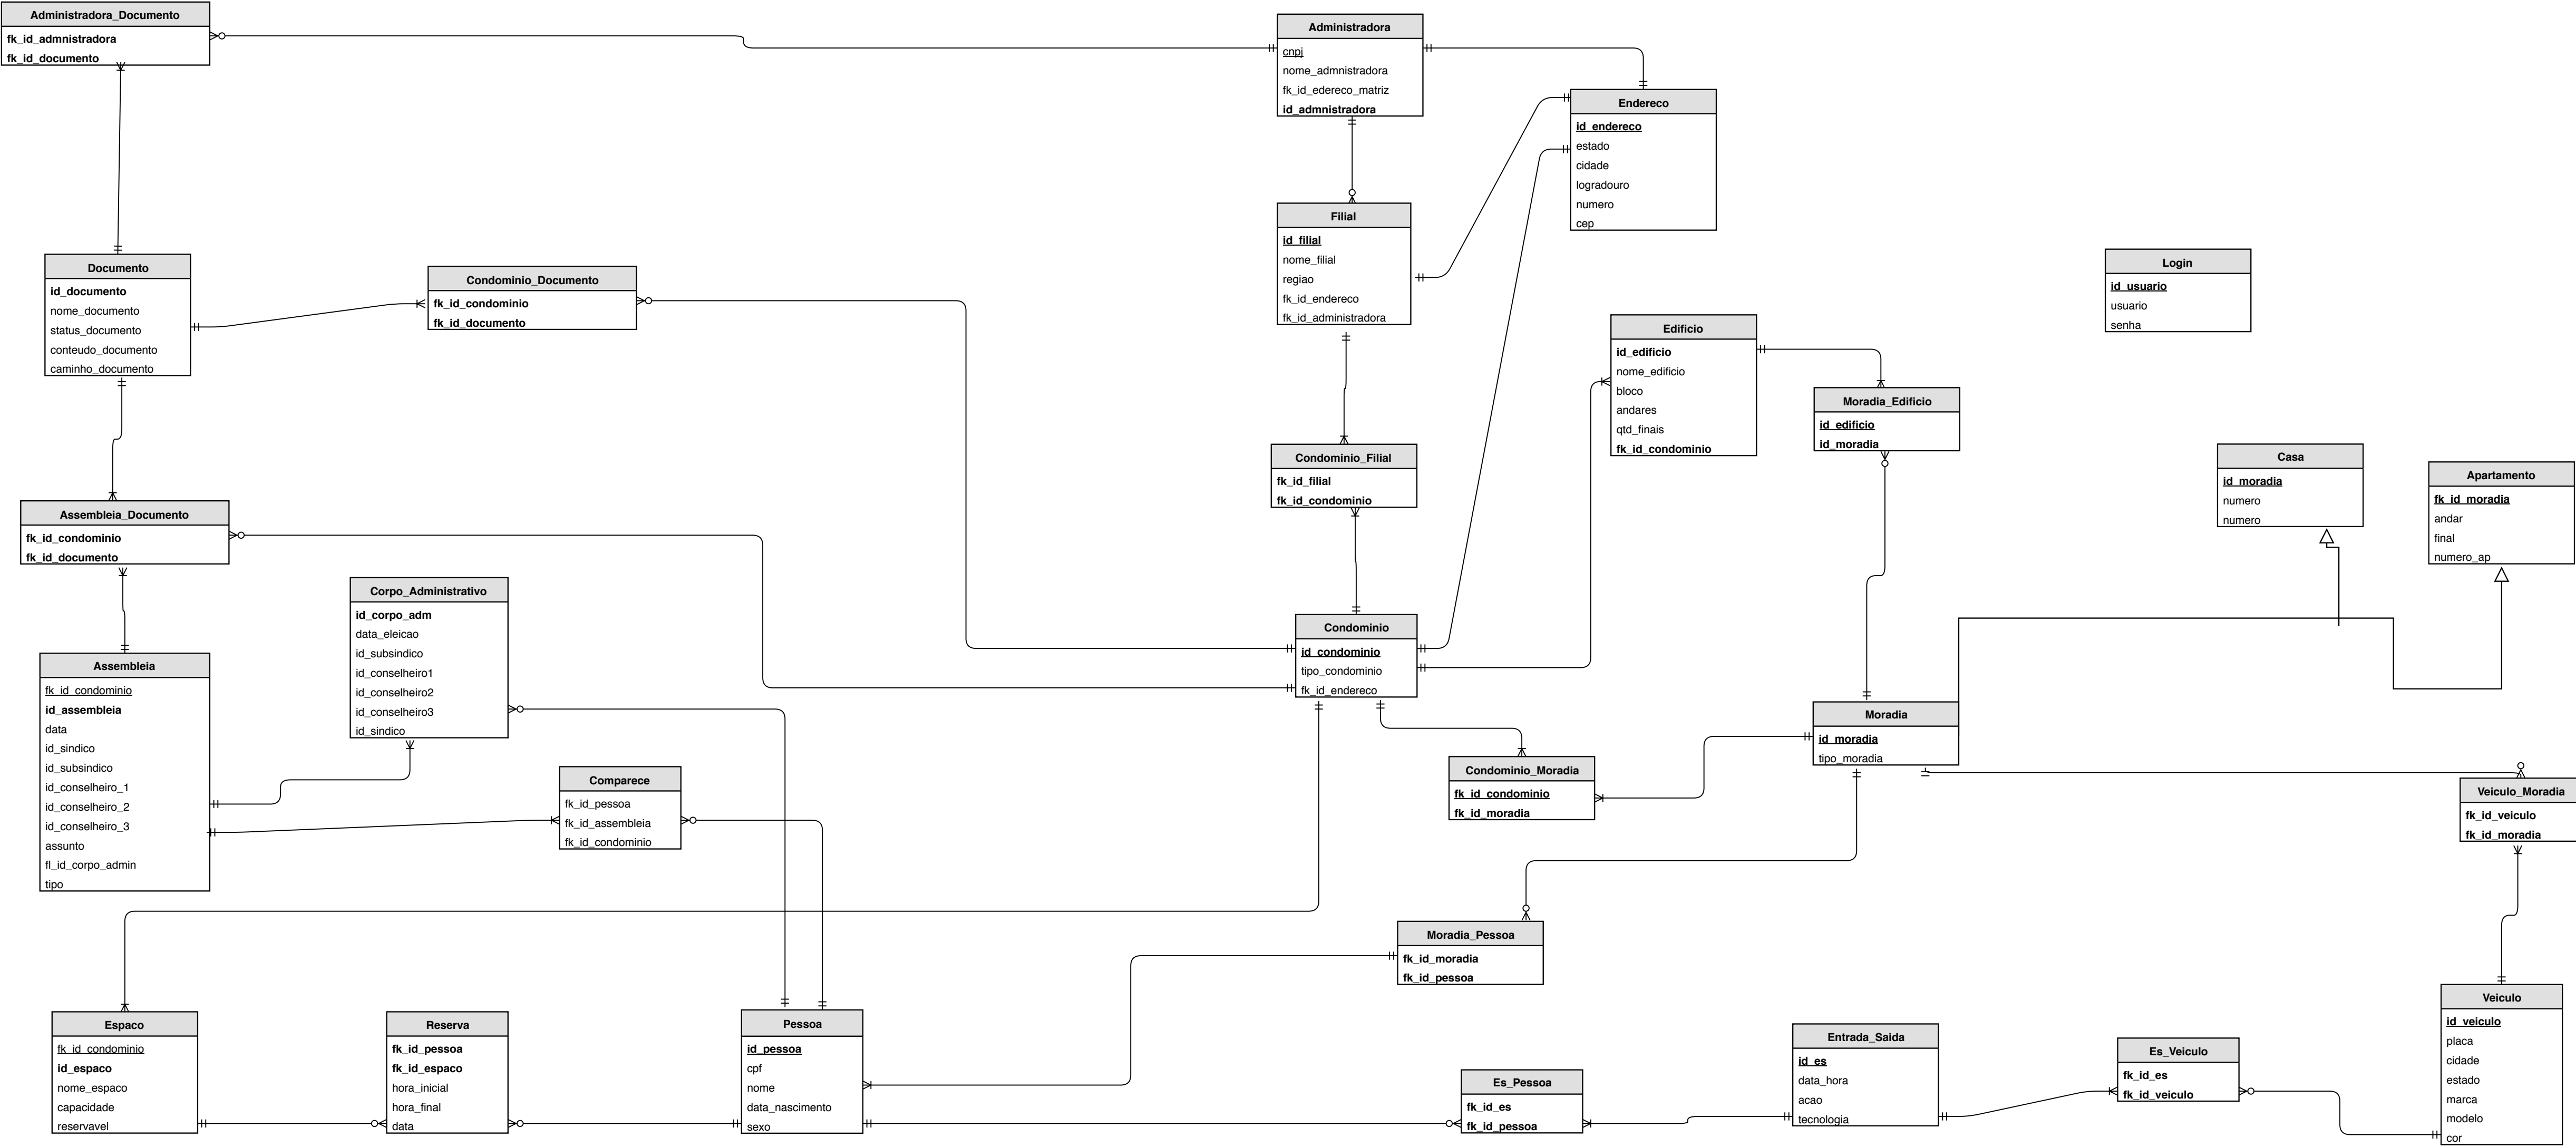 Administradora_Documento
fk_id_admnistradora
fk_id_documento
Administradora
cnpj
nome_admnistradora
fk_id_edereco_matriz
id_admnistradora
Endereco
id_endereco
estado
cidade
logradouro
numero
cep
Filial
id_filial
nome_filial
regiao
fk_id_endereco
fk_id_administradora
Documento
id_documento
nome_documento
status_documento
conteudo_documento
caminho_documento
Condominio_Documento
fk_id_condominio
fk_id_documento
Login
id_usuario
usuario
senha
Edificio
id_edificio
nome_edificio
bloco
andares
qtd_finais
fk_id_condominio
Moradia_Edificio
id_edificio
id_moradia
Condominio_Filial
fk_id_filial
fk_id_condominio
Casa
id_moradia
numero
numero
Apartamento
fk_id_moradia
andar
final
numero_ap
Assembleia_Documento
fk_id_condominio
fk_id_documento
Corpo_Administrativo
id_corpo_adm
data_eleicao
id_subsindico
id_conselheiro1
id_conselheiro2
id_conselheiro3
id_sindico
Condominio
id_condominio
tipo_condominio
fk_id_endereco
Assembleia
fk_id_condominio
id_assembleia
data
id_sindico
id_subsindico
id_conselheiro_1
id_conselheiro_2
id_conselheiro_3
assunto
fl_id_corpo_admin
tipo
Comparece
fk_id_pessoa
fk_id_assembleia
fk_id_condominio
Moradia
id_moradia
tipo_moradia
Condominio_Moradia
fk_id_condominio
fk_id_moradia
Veiculo_Moradia
fk_id_veiculo
fk_id_moradia
Moradia_Pessoa
fk_id_moradia
fk_id_pessoa
Espaco
fk_id_condominio
id_espaco
nome_espaco
capacidade
reservavel
Reserva
fk_id_pessoa
fk_id_espaco
hora_inicial
hora_final
data
Pessoa
id_pessoa
cpf
nome
data_nascimento
sexo
Es_Pessoa
fk_id_es
fk_id_pessoa
Entrada_Saida
id_es
data_hora
acao
tecnologia
Es_Veiculo
fk_id_es
fk_id_veiculo
Veiculo
id_veiculo
placa
cidade
estado
marca
modelo
cor